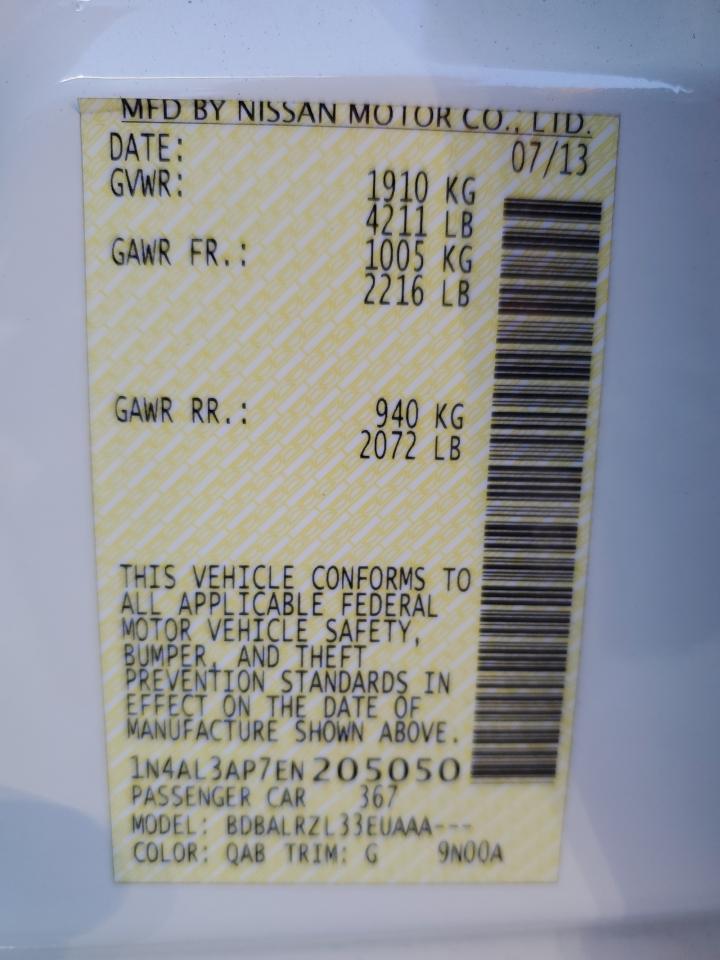 MFD BY NISSAN MOTOR CO., LTD.
DATE: 07/13
GVWR: 1910 KG
4211 LB
GAWR FR.: 1005 KG
2216 LB
GAWR RR.: 940 KG
2072 LB
THIS VEHICLE CONFORMS TO
ALL APPLICABLE FEDERAL
MOTOR VEHICLE SAFETY,
BUMPER, AND THEFT
PREVENTION STANDARDS IN
EFFECT ON THE DATE OF
MANUFACTURE SHOWN ABOVE.
1N4AL3AP7EN205050
PASSENGER CAR 367
MODEL: BDBALRZL33EUAAA---
COLOR: QAB TRIM: G 9N00A